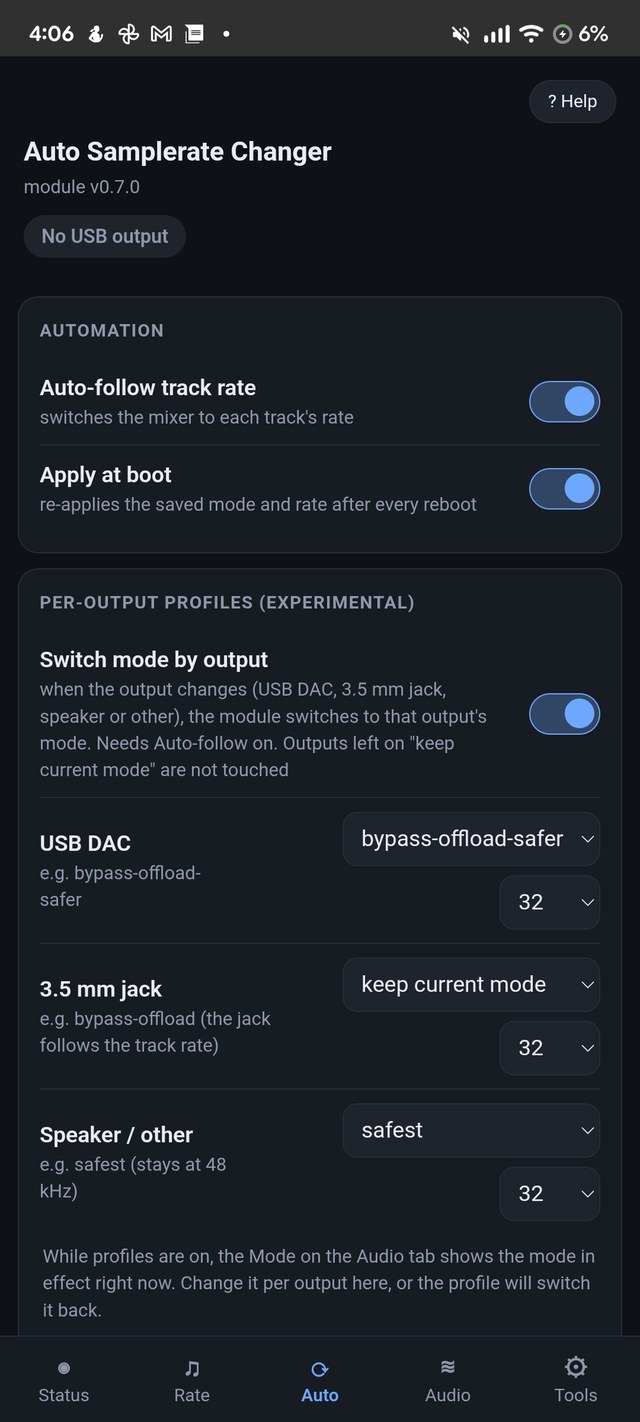 4:06
6%
? Help
Auto Samplerate Changer
module v0.7.0
No USB output
AUTOMATION
Auto-follow track rate
switches the mixer to each track's rate
Apply at boot
re-applies the saved mode and rate after every reboot
PER-OUTPUT PROFILES (EXPERIMENTAL)
Switch mode by output
when the output changes (USB DAC, 3.5 mm jack,
speaker or other), the module switches to that output's
mode. Needs Auto-follow on. Outputs left on "keep
current mode" are not touched
USB DAC
e.g. bypass-offload-
safer
bypass-offload-safer
32
3.5 mm jack
e.g. bypass-offload (the jack
follows the track rate)
keep current mode
32
Speaker / other
e.g. safest (stays at 48
kHz)
safest
32
While profiles are on, the Mode on the Audio tab shows the mode in
effect right now. Change it per output here, or the profile will switch
it back.
Status
Rate
Auto
Audio
Tools